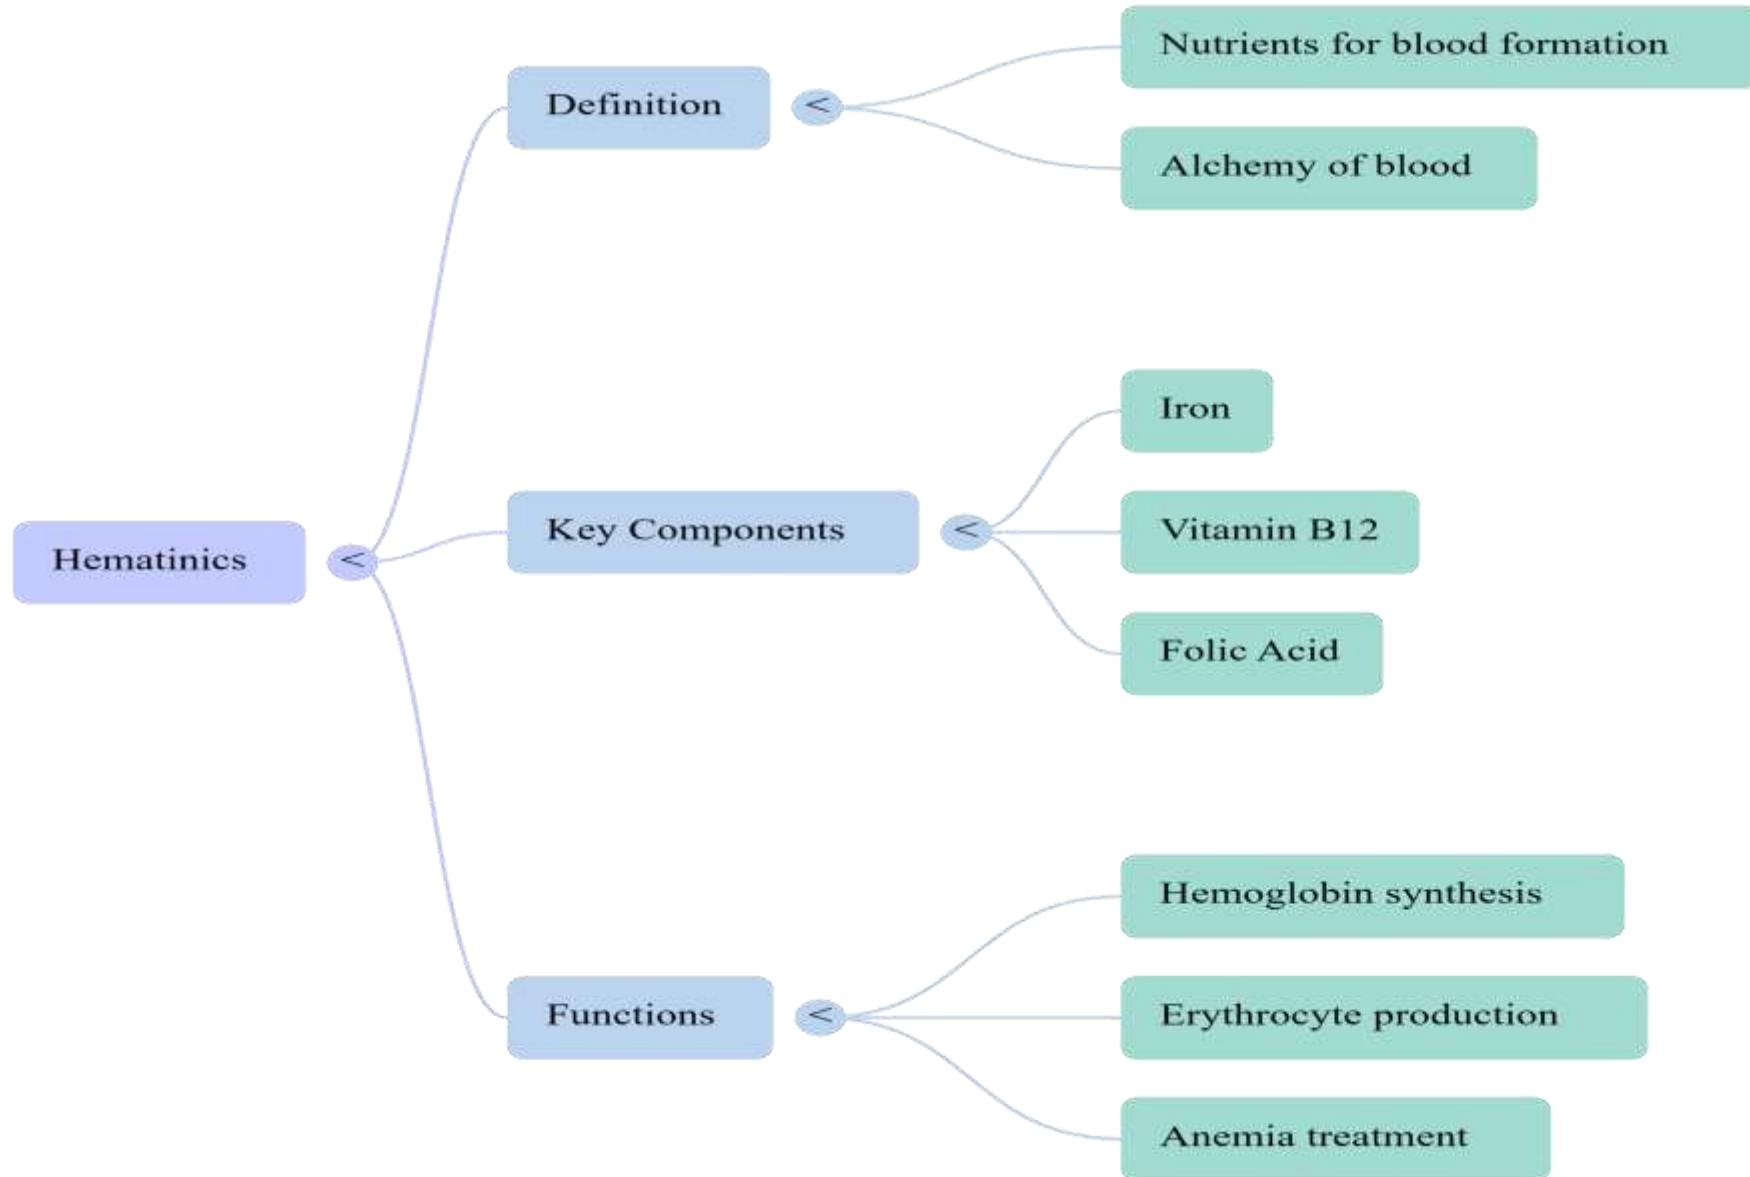 Hematinics
<
Definition
<
Nutrients for blood formation
Alchemy of blood
Key Components
<
Iron
Vitamin B12
Folic Acid
Functions
<
Hemoglobin synthesis
Erythrocyte production
Anemia treatment